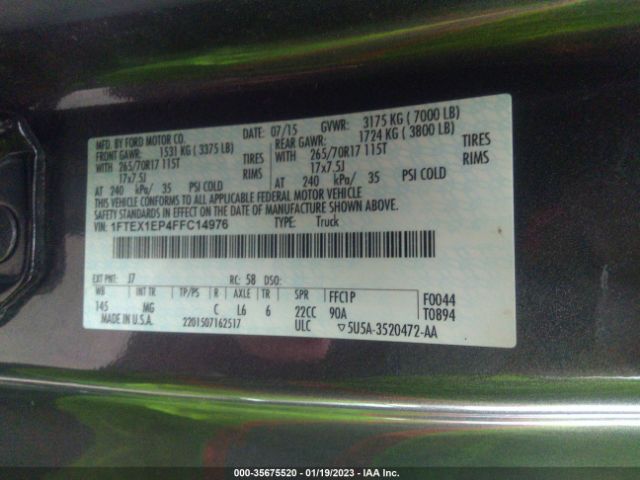 MFD. BY FORD MOTOR CO. DATE: 07/15 GVWR: 3175 KG ( 7000 LB)
FRONT GAWR: 1531 KG ( 3375 LB) REAR GAWR: 1724 KG ( 3800 LB)
WITH 265/70R17 115T TIRES WITH 265/70R17 115T TIRES
17x7.5J RIMS 17x7.5J RIMS
AT 240 kPa/ 35 PSI COLD AT 240 kPa/ 35 PSI COLD
THIS VEHICLE CONFORMS TO ALL APPLICABLE FEDERAL MOTOR VEHICLE
SAFETY STANDARDS IN EFFECT ON THE DATE OF MANUFACTURE SHOWN ABOVE.
VIN: 1FTEX1EP4FFC14976 TYPE: Truck
EXT PNT: J7 RC: 58 DSO:
WB INT TR TP/PS R AXLE TR SPR FFC1P F0044
145 MG C L6 6 22CC 90A T0894
MADE IN U.S.A. 2201507162517 ULC ▽5U5A-3520472-AA
000-35675520 - 01/19/2023 - IAA Inc.